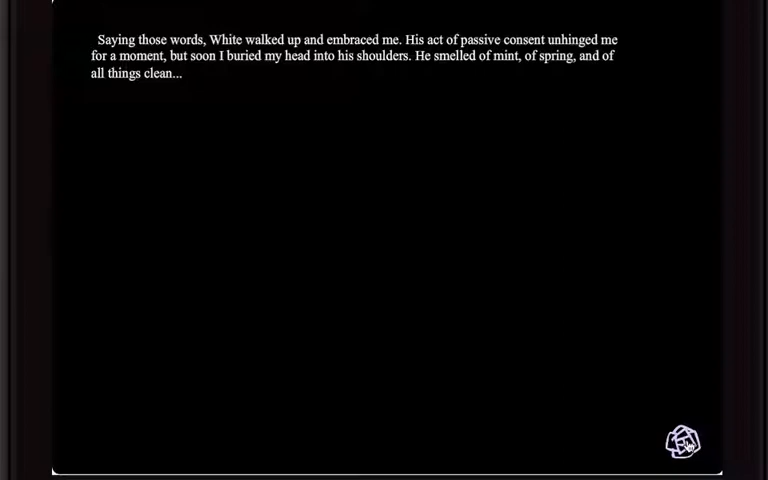 Saying those words, White walked up and embraced me. His act of passive consent unhinged me
for a moment, but soon I buried my head into his shoulders. He smelled of mint, of spring, and of
all things clean...